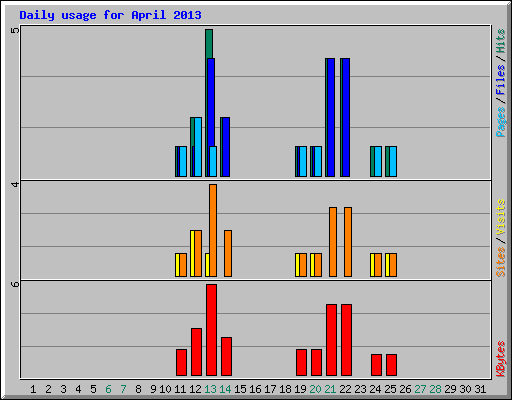 Daily usage for April 2013
5
4
6
Pages / Files / Hits
Sites / Visits
KBytes
1 2 3 4 5 6 7 8 9 10 11 12 13 14 15 16 17 18 19 20 21 22 23 24 25 26 27 28 29 30 31